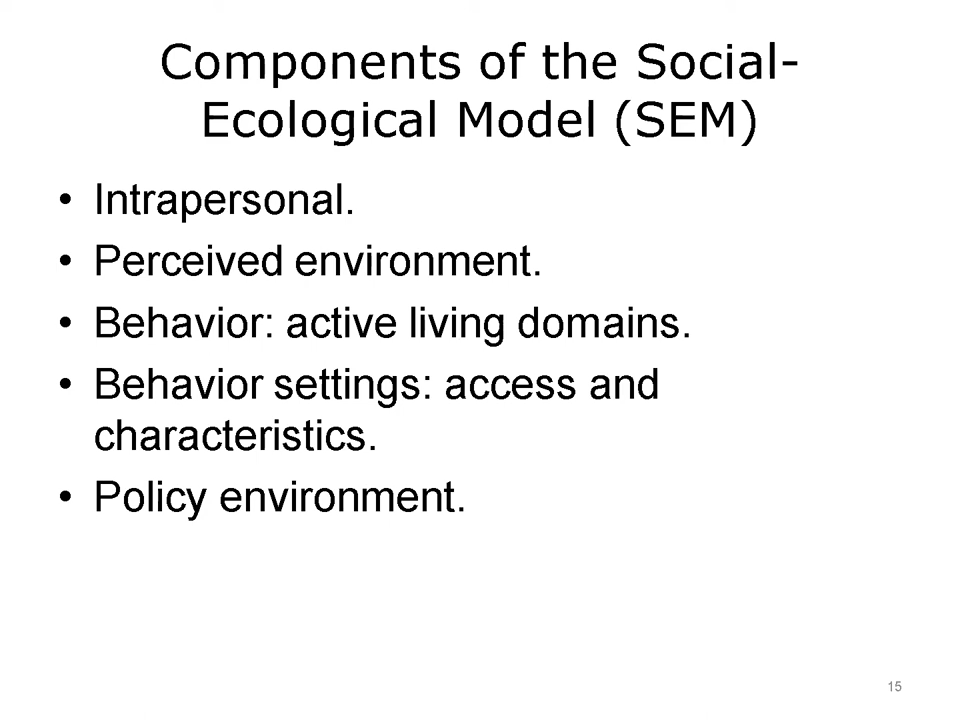 Components of the Social-
Ecological Model (SEM)
• Intrapersonal.
• Perceived environment.
• Behavior: active living domains.
• Behavior settings: access and
characteristics.
• Policy environment.
15